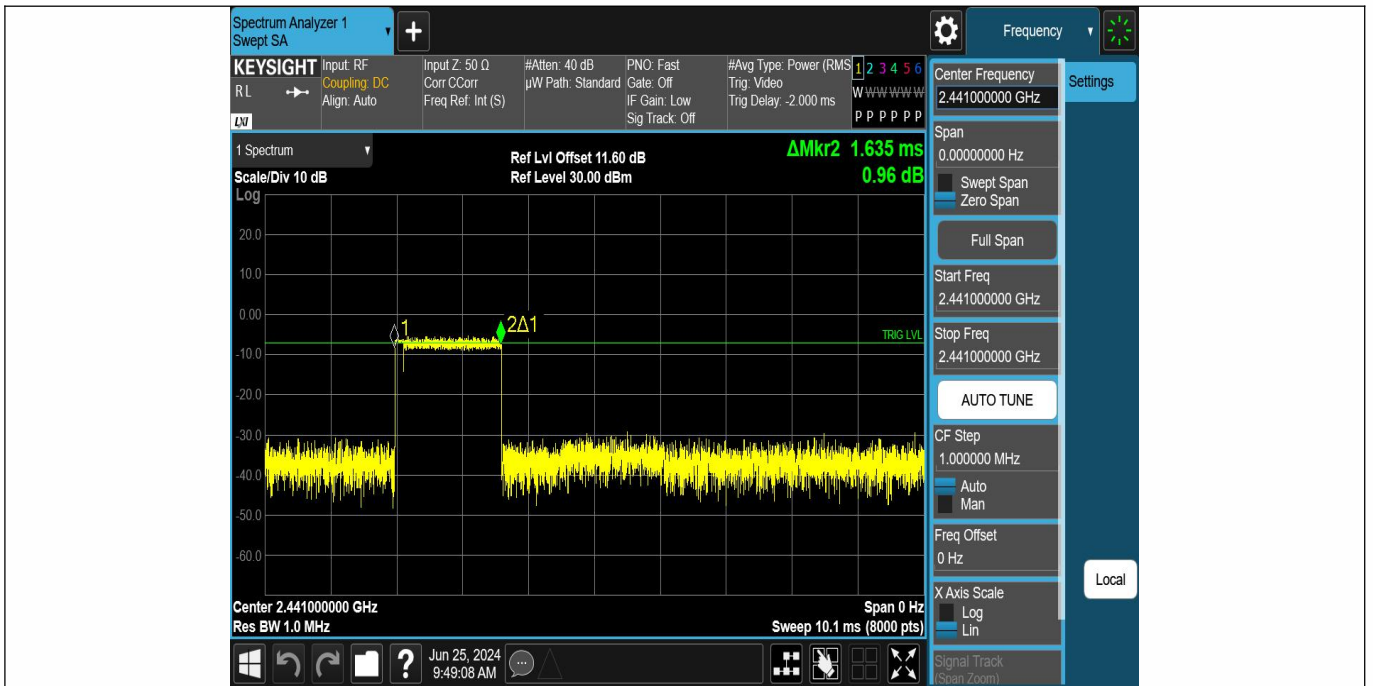 Spectrum Analyzer 1
Swept SA
+
Frequency
KEYSIGHT
RL
LXI
Input: RF
Coupling: DC
Align: Auto
Input Z: 50 Ω
Corr CCorr
Freq Ref: Int (S)
#Atten: 40 dB
µW Path: Standard
PNO: Fast
Gate: Off
IF Gain: Low
Sig Track: Off
#Avg Type: Power (RMS
Trig: Video
Trig Delay: -2.000 ms
1 2 3 4 5 6
W W W W W W
P P P P P P
1 Spectrum
Scale/Div 10 dB
Ref Lvl Offset 11.60 dB
Ref Level 30.00 dBm
ΔMkr2 1.635 ms
0.96 dB
Log
20.0
10.0
0.00
-10.0
-20.0
-30.0
-40.0
-50.0
-60.0
1
2Δ1
TRIG LVL
Center 2.441000000 GHz
Res BW 1.0 MHz
Span 0 Hz
Sweep 10.1 ms (8000 pts)
Center Frequency
2.441000000 GHz
Settings
Span
0.00000000 Hz
Swept Span
Zero Span
Full Span
Start Freq
2.441000000 GHz
Stop Freq
2.441000000 GHz
AUTO TUNE
CF Step
1.000000 MHz
Auto
Man
Freq Offset
0 Hz
X Axis Scale
Log
Lin
Signal Track
(Span Zoom)
Local
?
Jun 25, 2024
9:49:08 AM